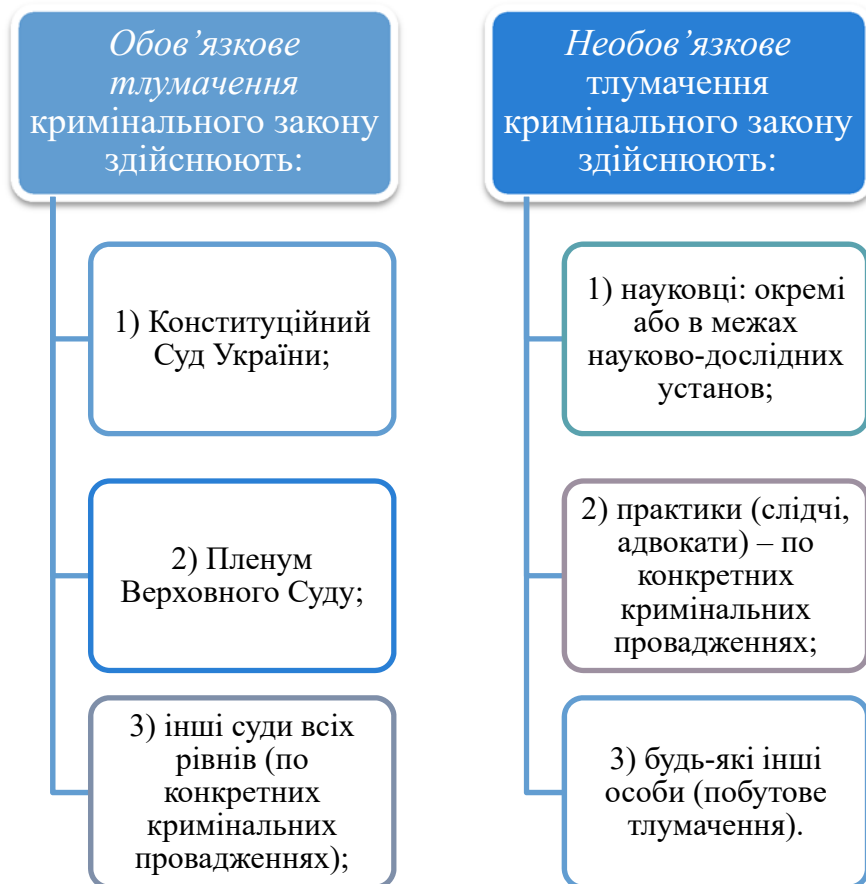 Обов’язкове
тлумачення
кримінального закону
здійснюють:
1) Конституційний
Суд України;
2) Пленум
Верховного Суду;
3) інші суди всіх
рівнів (по
конкретних
кримінальних
провадженнях);
Необов’язкове
тлумачення
кримінального закону
здійснюють:
1) науковці: окремі
або в межах
науково-дослідних
установ;
2) практики (слідчі,
адвокати) – по
конкретних
кримінальних
провадженнях;
3) будь-які інші
особи (побутове
тлумачення).